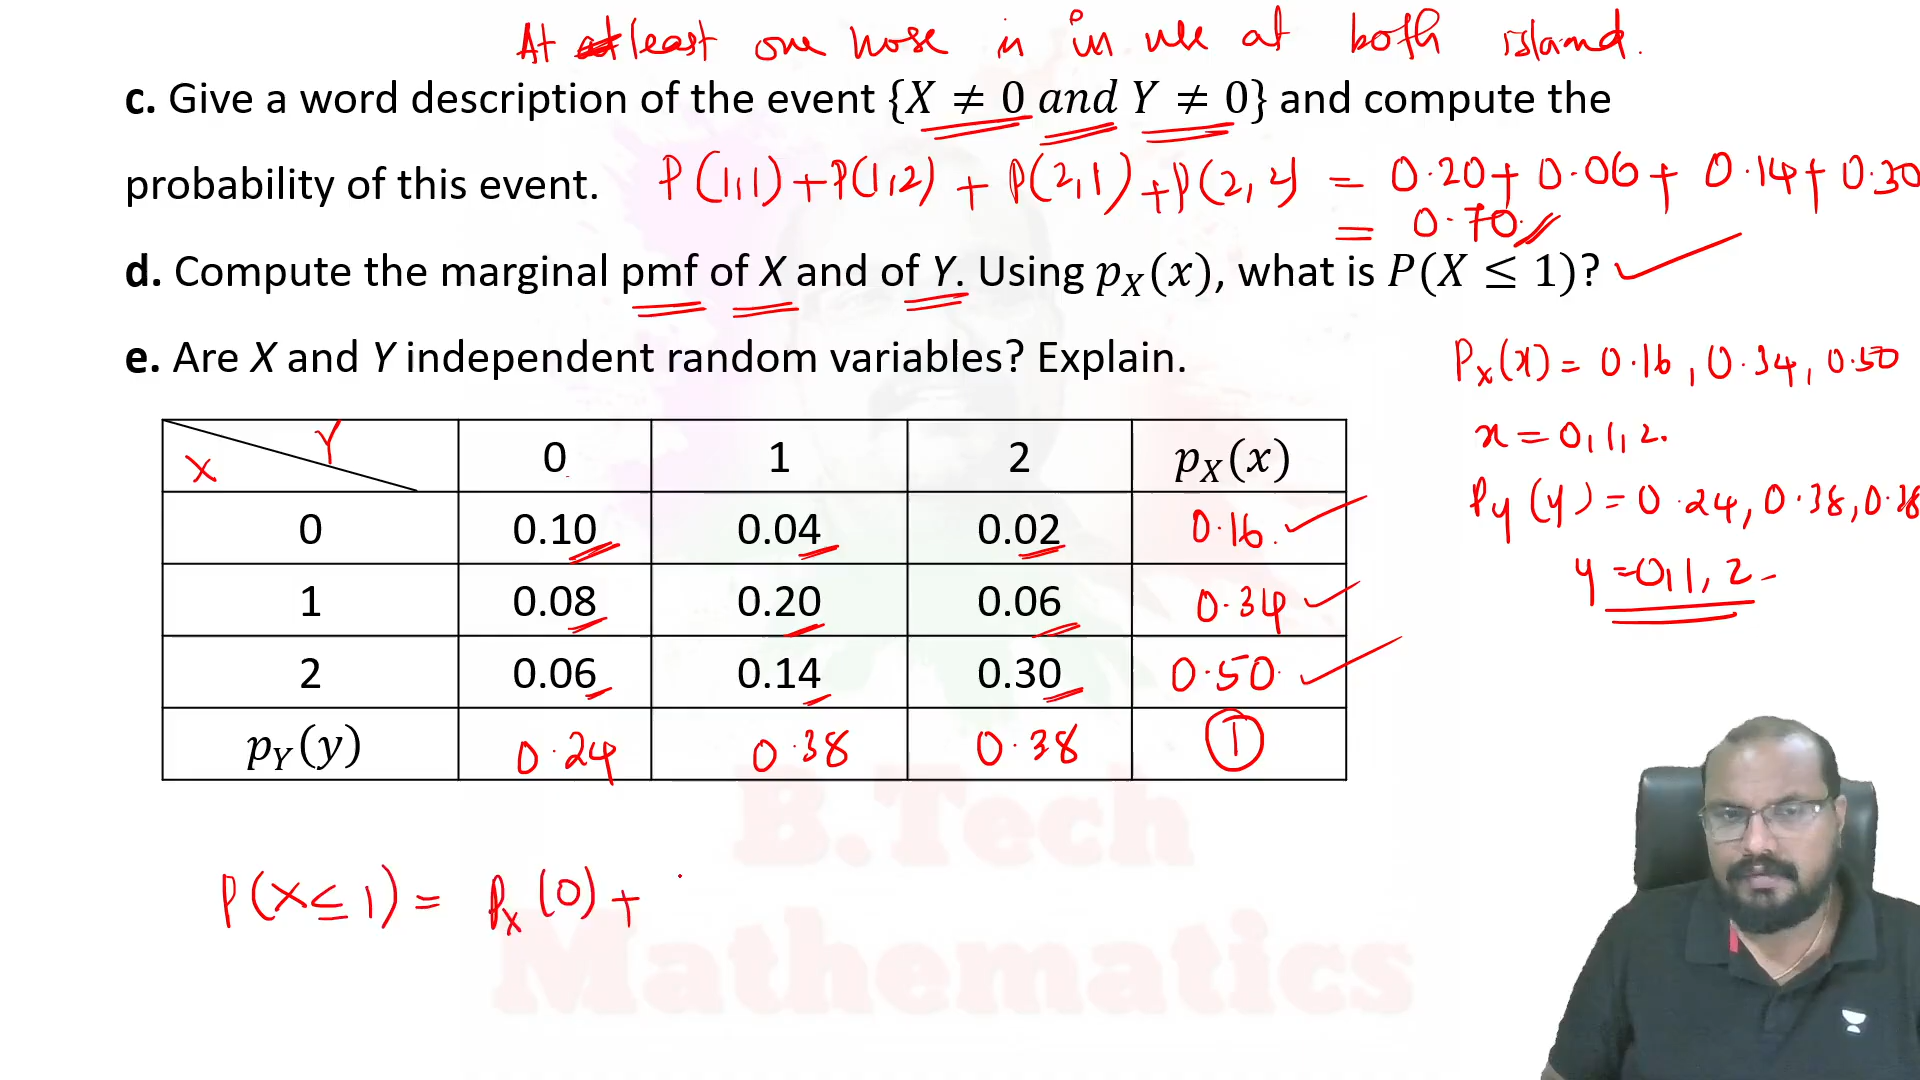 At at least one hose is in use at both island.
c. Give a word description of the event {X ≠ 0 and Y ≠ 0} and compute the
probability of this event. P(1,1)+P(1,2) + P(2,1)+P(2,2) = 0.20+ 0.06+ 0.14+ 0.30
= 0.70
d. Compute the marginal pmf of X and of Y. Using pX(x), what is P(X ≤ 1)?
e. Are X and Y independent random variables? Explain.
PX(x) = 0.16, 0.34, 0.50
x = 0,1,2.
PY(y) = 0.24, 0.38, 0.38
y = 0,1,2
X Y 0 1 2 pX(x)
0 0.10 0.04 0.02 0.16
1 0.08 0.20 0.06 0.34
2 0.06 0.14 0.30 0.50
pY(y) 0.24 0.38 0.38 1
B.Tech
Mathematics
P(X ≤ 1) = PX(0) +